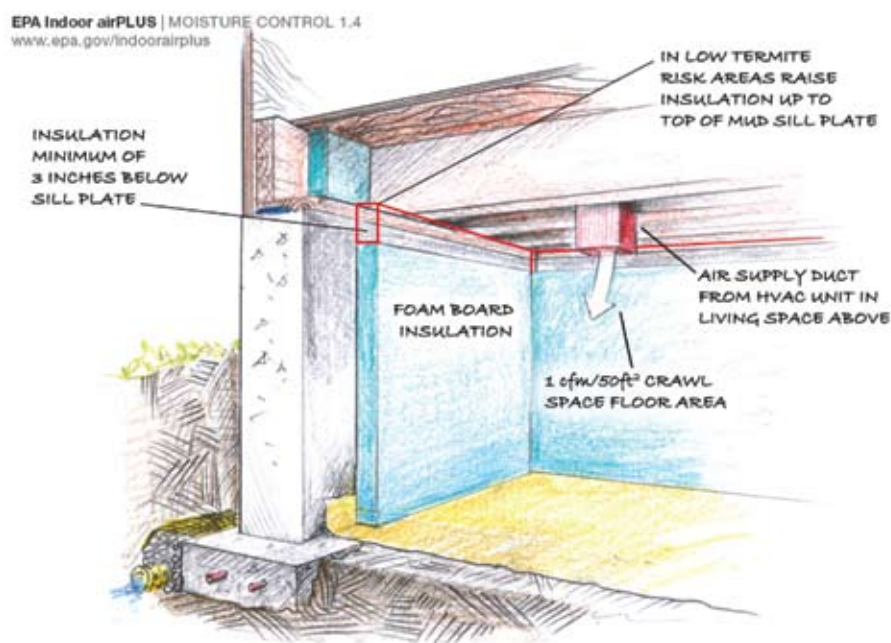 EPA Indoor airPLUS | MOISTURE CONTROL 1.4
www.epa.gov/indoorairplus
IN LOW TERMITE
RISK AREAS RAISE
INSULATION UP TO
TOP OF MUD SILL PLATE
INSULATION
MINIMUM OF
3 INCHES BELOW
SILL PLATE
AIR SUPPLY DUCT
FROM HVAC UNIT IN
LIVING SPACE ABOVE
FOAM BOARD
INSULATION
1 cfm/50ft² CRAWL
SPACE FLOOR AREA